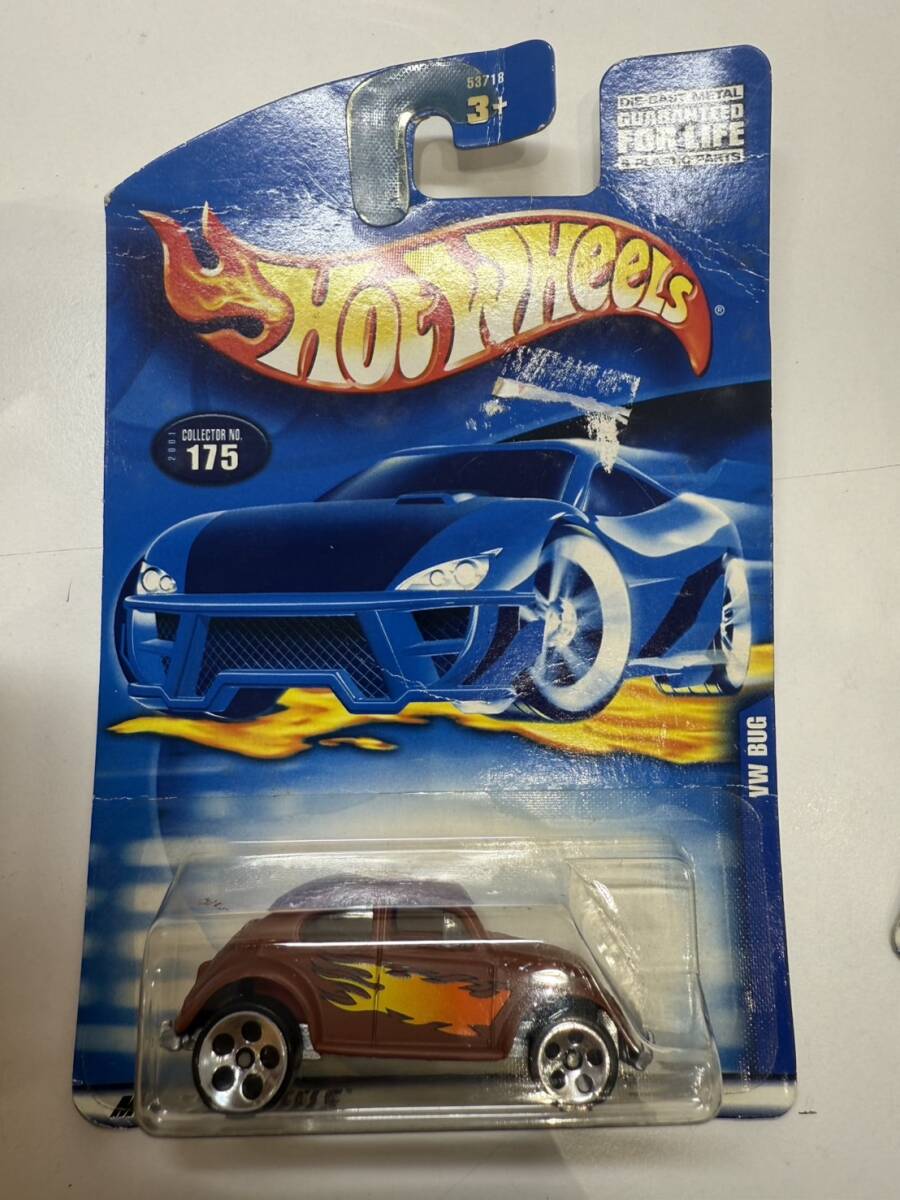 53718
3+
DIE-CAST METAL
GUARANTEED
FOR LIFE
& PLASTIC PARTS
HOT WHEELS ®
2001
COLLECTOR NO.
175
VW BUG